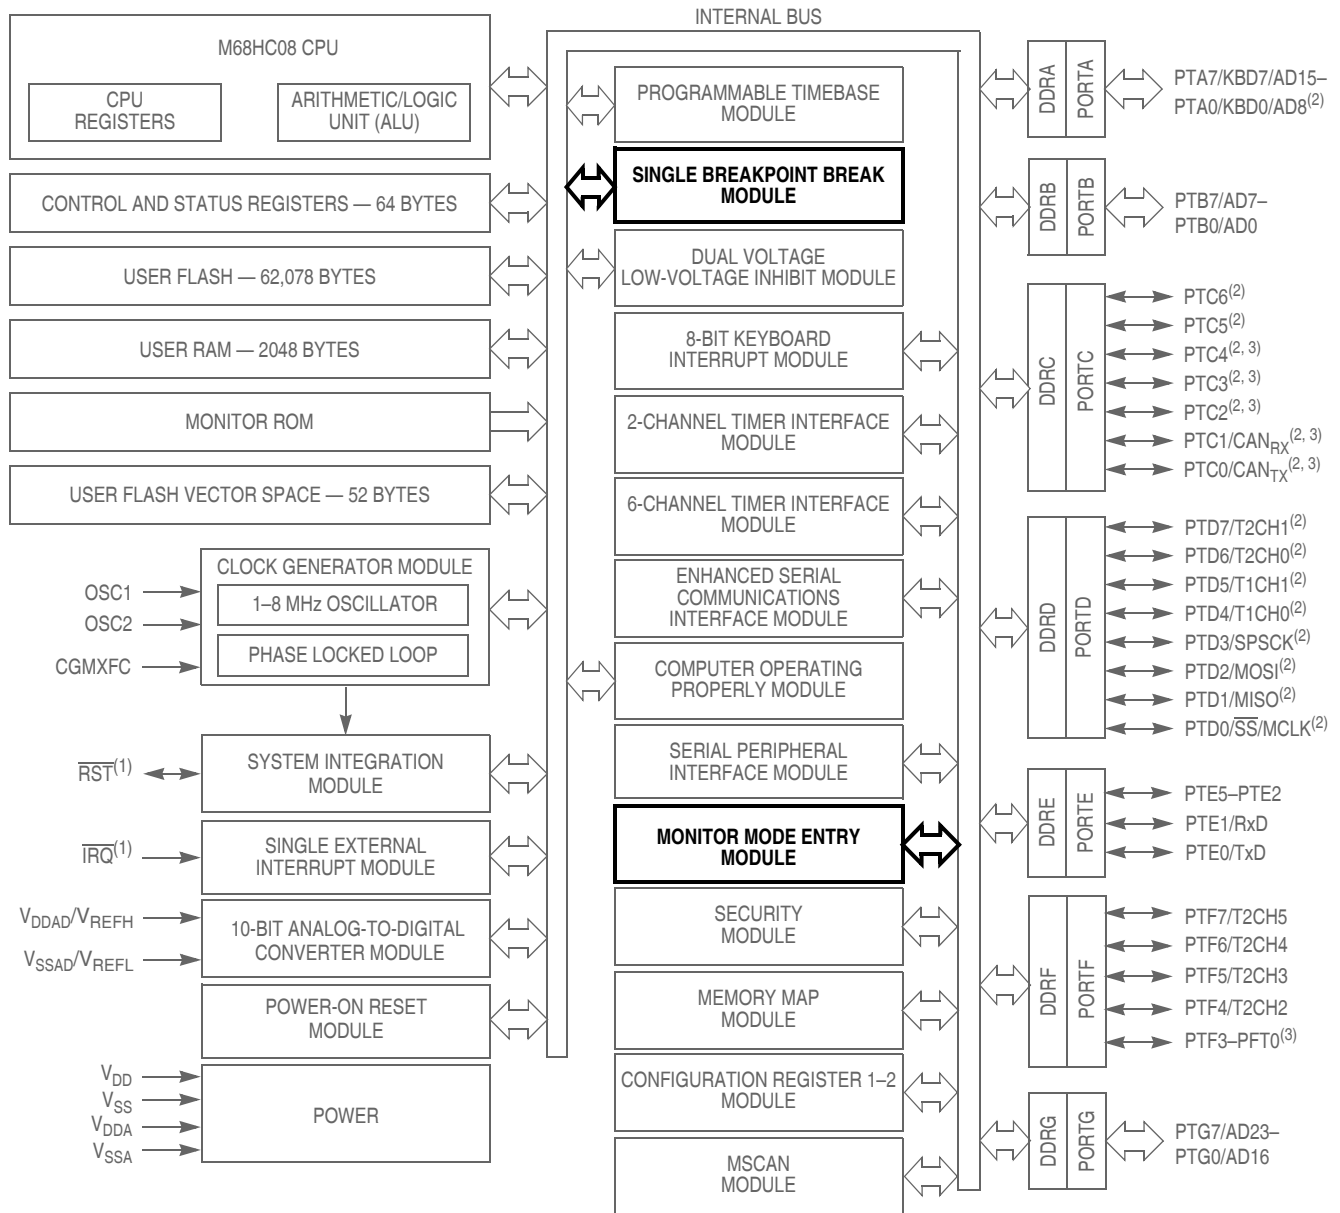 INTERNAL BUS
M68HC08 CPU
CPU
REGISTERS
ARITHMETIC/LOGIC
UNIT (ALU)
CONTROL AND STATUS REGISTERS — 64 BYTES
USER FLASH — 62,078 BYTES
USER RAM — 2048 BYTES
MONITOR ROM
USER FLASH VECTOR SPACE — 52 BYTES
CLOCK GENERATOR MODULE
1–8 MHz OSCILLATOR
PHASE LOCKED LOOP
OSC1
OSC2
CGMXFC
SYSTEM INTEGRATION
MODULE
RST(1)
SINGLE EXTERNAL
INTERRUPT MODULE
IRQ(1)
10-BIT ANALOG-TO-DIGITAL
CONVERTER MODULE
VDDAD/VREFH
VSSAD/VREFL
POWER-ON RESET
MODULE
POWER
VDD
VSS
VDDA
VSSA
PROGRAMMABLE TIMEBASE
MODULE
SINGLE BREAKPOINT BREAK
MODULE
DUAL VOLTAGE
LOW-VOLTAGE INHIBIT MODULE
8-BIT KEYBOARD
INTERRUPT MODULE
2-CHANNEL TIMER INTERFACE
MODULE
6-CHANNEL TIMER INTERFACE
MODULE
ENHANCED SERIAL
COMMUNICATIONS
INTERFACE MODULE
COMPUTER OPERATING
PROPERLY MODULE
SERIAL PERIPHERAL
INTERFACE MODULE
MONITOR MODE ENTRY
MODULE
SECURITY
MODULE
MEMORY MAP
MODULE
CONFIGURATION REGISTER 1–2
MODULE
MSCAN
MODULE
DDRA
PORTA
PTA7/KBD7/AD15–
PTA0/KBD0/AD8(2)
DDRB
PORTB
PTB7/AD7–
PTB0/AD0
DDRC
PORTC
PTC6(2)
PTC5(2)
PTC4(2, 3)
PTC3(2, 3)
PTC2(2, 3)
PTC1/CANRX(2, 3)
PTC0/CANTX(2, 3)
DDRD
PORTD
PTD7/T2CH1(2)
PTD6/T2CH0(2)
PTD5/T1CH1(2)
PTD4/T1CH0(2)
PTD3/SPSCK(2)
PTD2/MOSI(2)
PTD1/MISO(2)
PTD0/SS/MCLK(2)
DDRE
PORTE
PTE5–PTE2
PTE1/RxD
PTE0/TxD
DDRF
PORTF
PTF7/T2CH5
PTF6/T2CH4
PTF5/T2CH3
PTF4/T2CH2
PTF3–PFT0(3)
DDRG
PORTG
PTG7/AD23–
PTG0/AD16